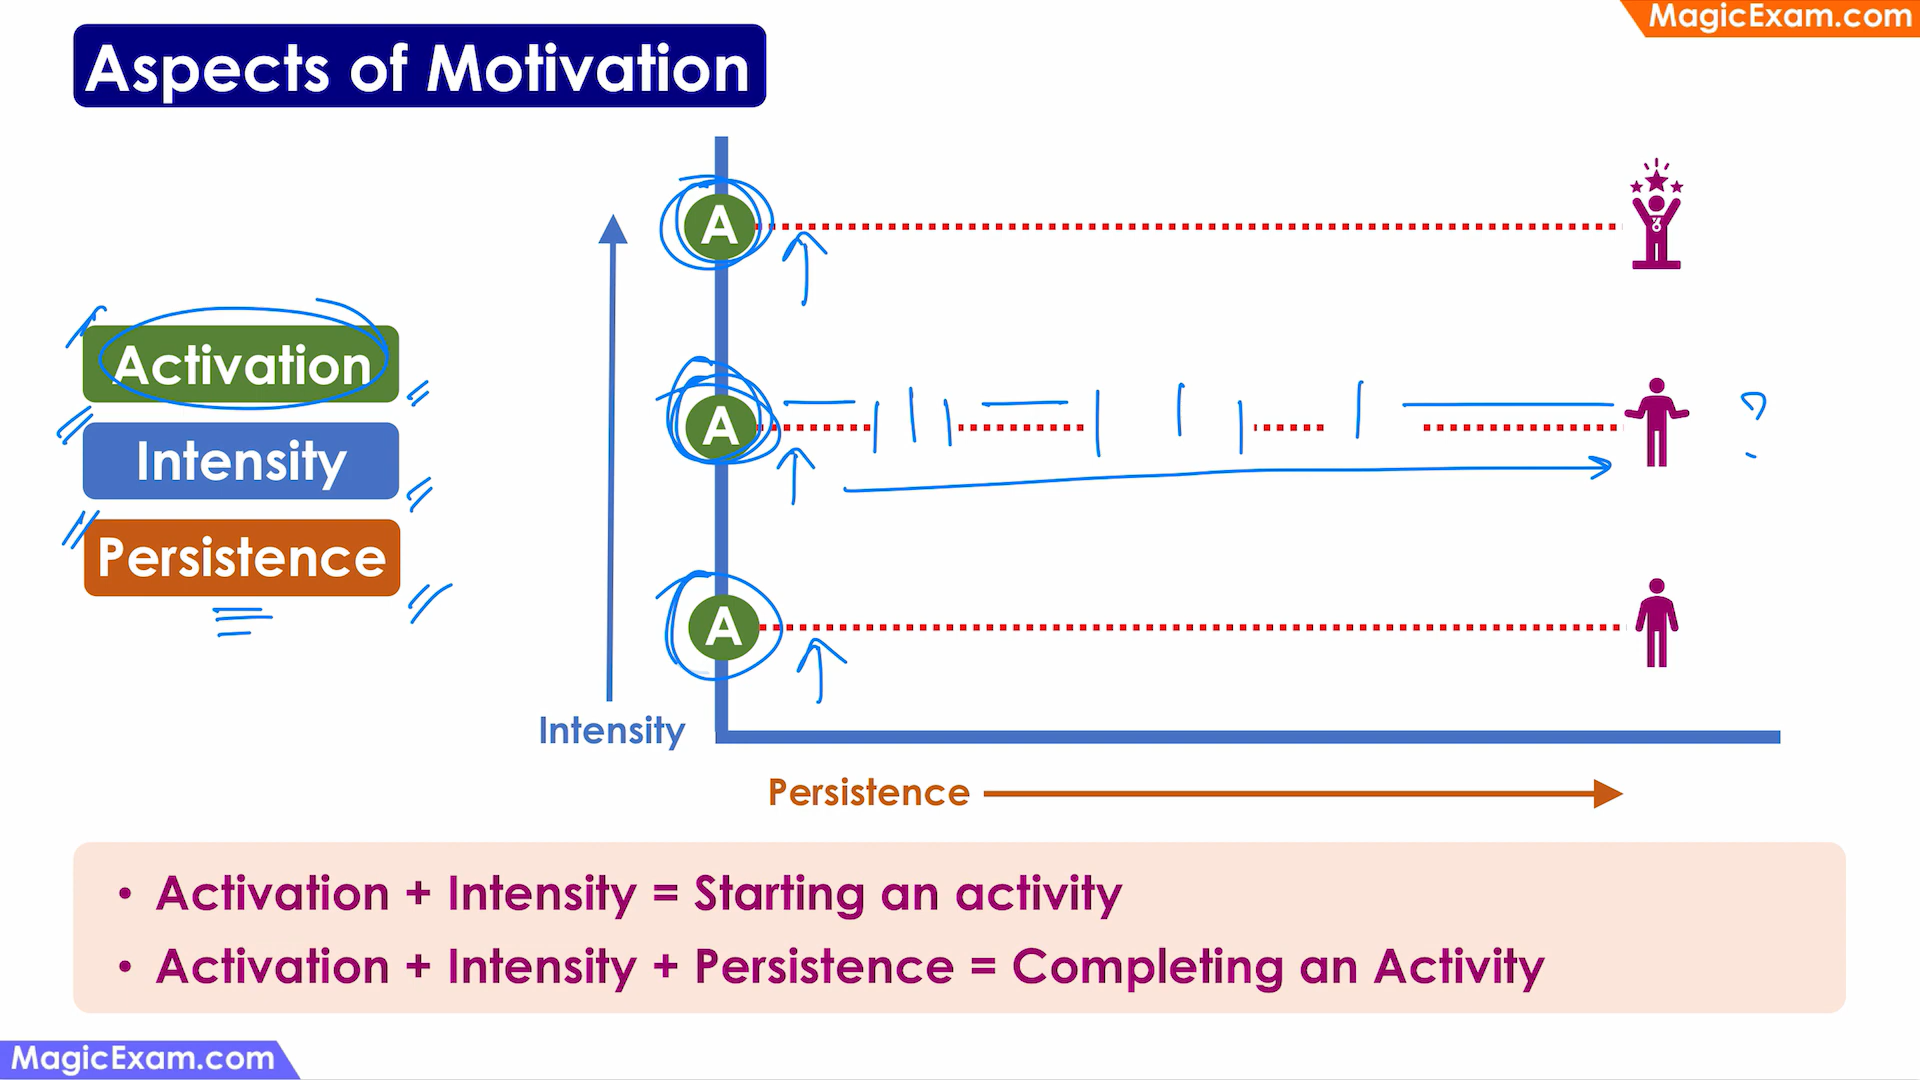 MagicExam.com
Aspects of Motivation
A
A
A
Activation
Intensity
Persistence
Intensity
Persistence
?
• Activation + Intensity = Starting an activity
• Activation + Intensity + Persistence = Completing an Activity
MagicExam.com